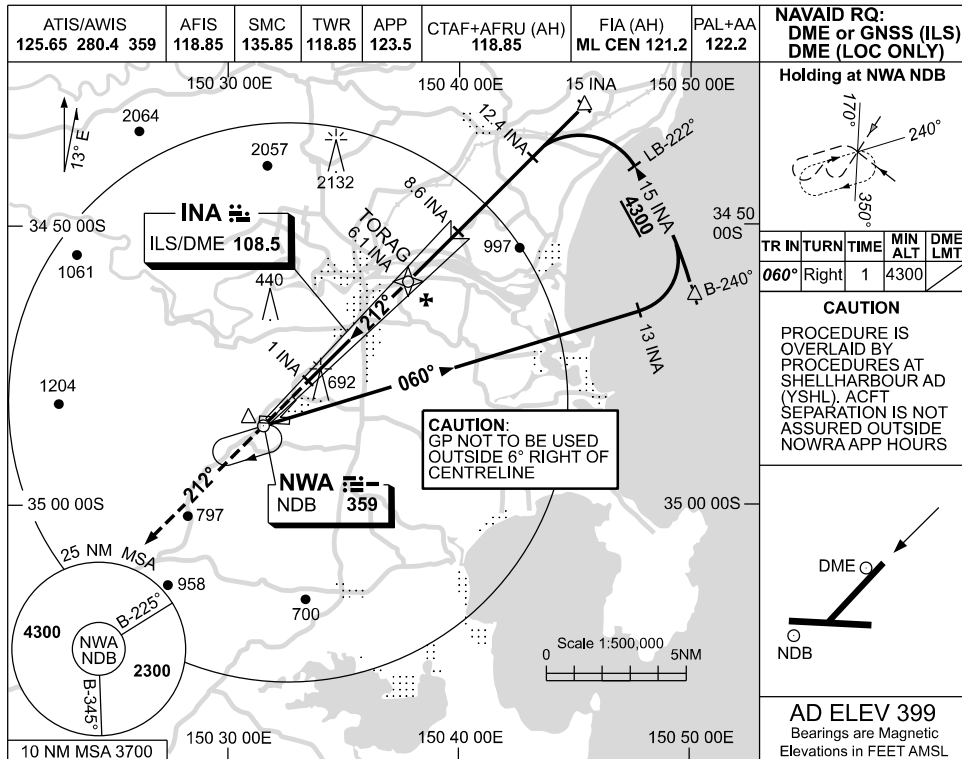 ATIS/AWIS
125.65 280.4 359
AFIS
118.85
SMC
135.85
TWR
118.85
APP
123.5
CTAF+AFRU (AH)
118.85
FIA (AH)
ML CEN 121.2
PAL+AA
122.2
NAVAID RQ:
DME or GNSS (ILS)
DME (LOC ONLY)
150 30 00E
150 40 00E
15 INA
150 50 00E
13° E
2064
2057
2132
12.4 INA
LB-222°
8.6 INA
15 INA
4300
INA
ILS/DME 108.5
TORAG
6.1 INA
997
34 50 00S
34 50
00S
1061
440
B-240°
212°
1 INA
692
13 INA
060°
1204
CAUTION:
GP NOT TO BE USED
OUTSIDE 6° RIGHT OF
CENTRELINE
NWA
NDB 359
212°
35 00 00S
35 00 00S
797
25 NM MSA
958
700
B-225°
4300
NWA
NDB
2300
B-345°
Scale 1:500,000
0
5NM
10 NM MSA 3700
150 30 00E
150 40 00E
150 50 00E
Holding at NWA NDB
170°
240°
350°
TR IN
TURN
TIME
MIN
ALT
DME
LMT
060°
Right
1
4300
CAUTION
PROCEDURE IS
OVERLAID BY
PROCEDURES AT
SHELLHARBOUR AD
(YSHL). ACFT
SEPARATION IS NOT
ASSURED OUTSIDE
NOWRA APP HOURS
DME
NDB
AD ELEV 399
Bearings are Magnetic
Elevations in FEET AMSL